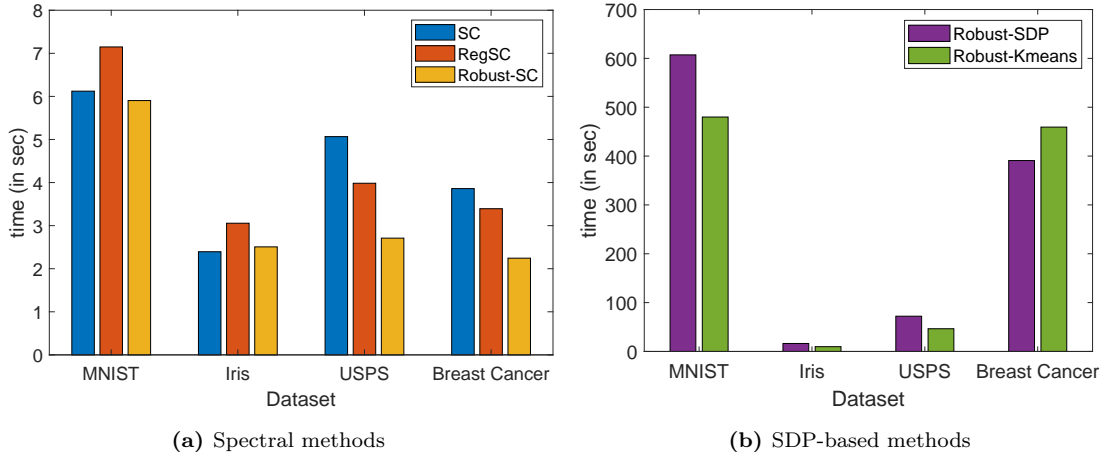 8
7
6
5
4
3
2
1
0
time (in sec)
SC
RegSC
Robust-SC
MNIST
Iris
USPS
Breast Cancer
Dataset
(a) Spectral methods
700
600
500
400
300
200
100
0
time (in sec)
Robust-SDP
Robust-Kmeans
MNIST
Iris
USPS
Breast Cancer
Dataset
(b) SDP-based methods